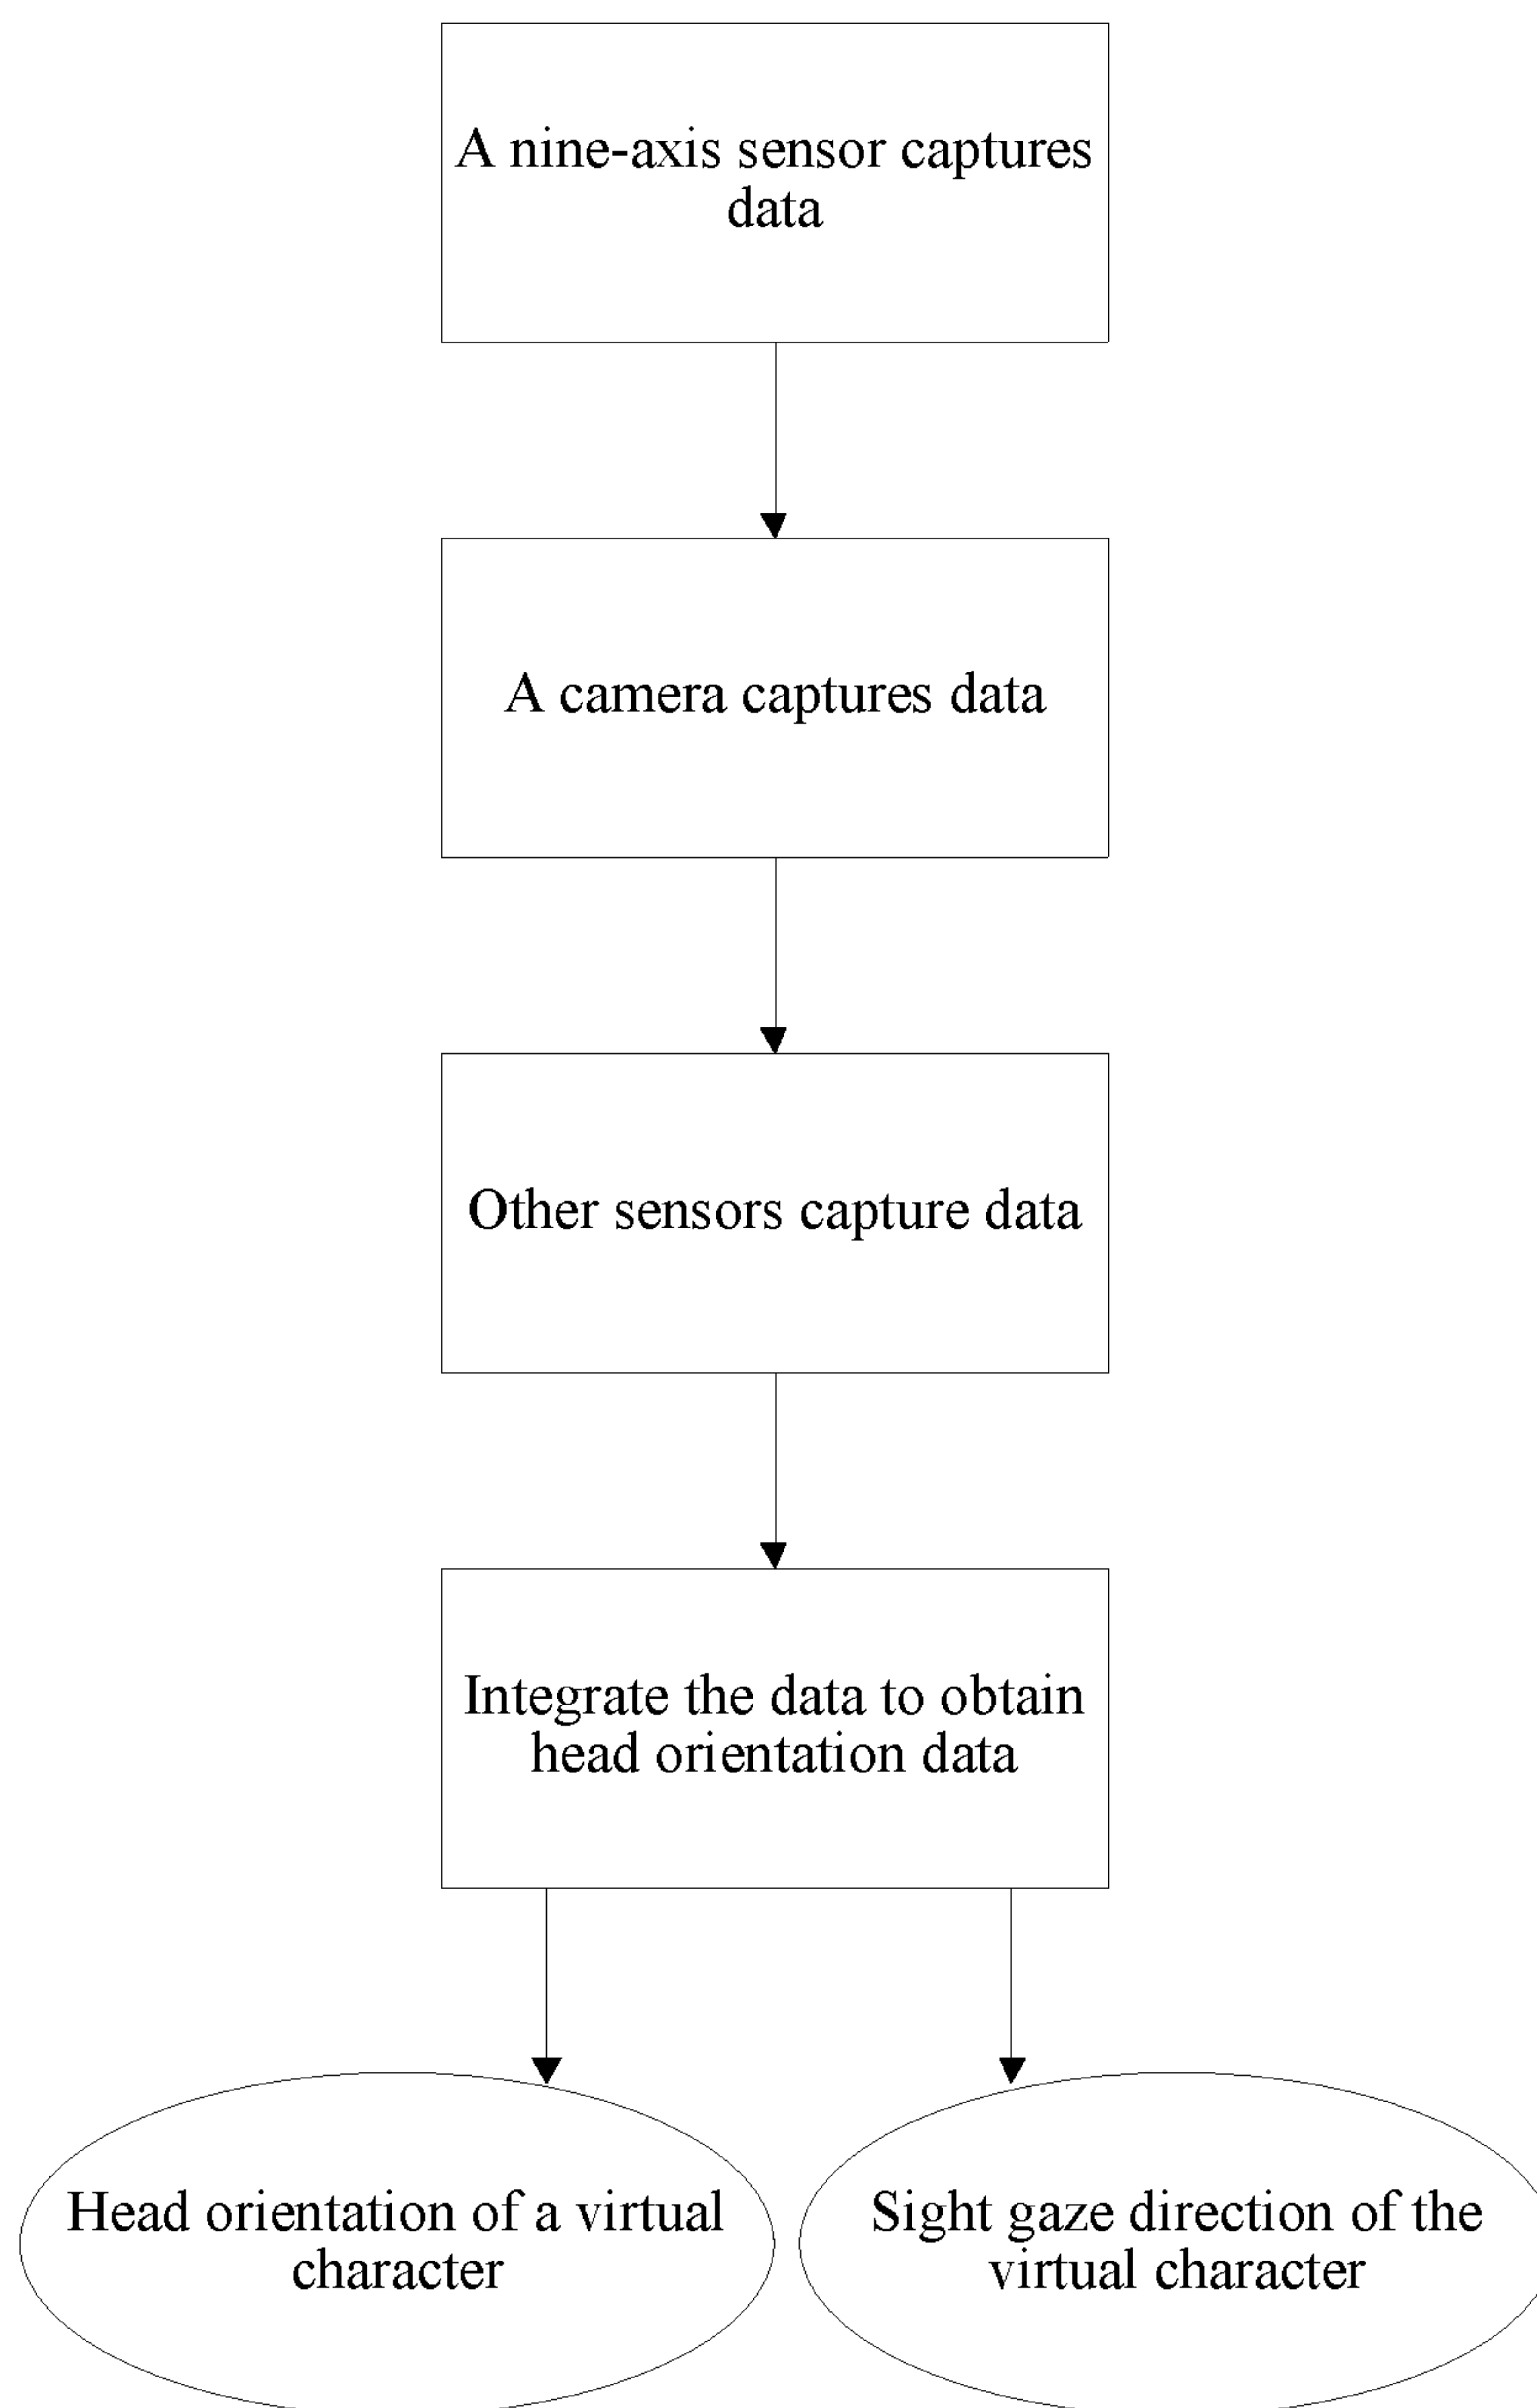 A nine-axis sensor captures
data
A camera captures data
Other sensors capture data
Integrate the data to obtain
head orientation data
Head orientation of a virtual
character
Sight gaze direction of the
virtual character